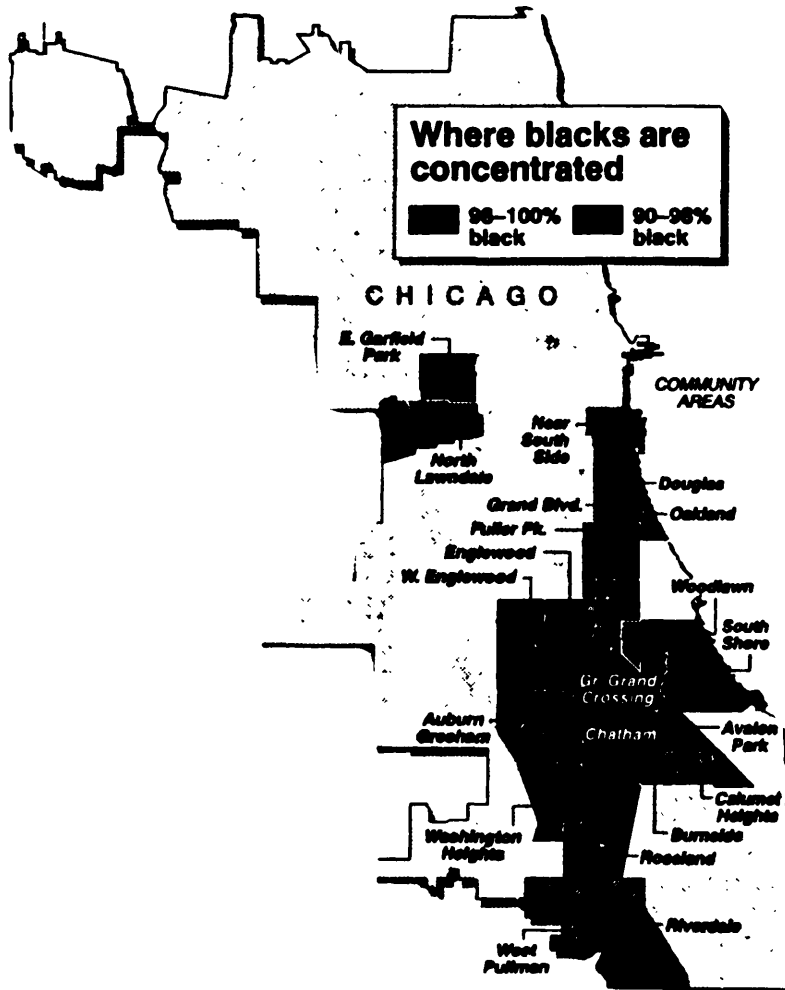 Where blacks are
concentrated
96–100%
black
90–96%
black
CHICAGO
E. Garfield
Park
COMMUNITY
AREAS
Near
South
Side
North
Lawndale
Douglas
Grand Blvd.
Oakland
Fuller Pk.
Englewood
W. Englewood
Woodlawn
South
Shore
Gr. Grand
Crossing
Auburn
Gresham
Chatham
Avalon
Park
Calumet
Heights
Washington
Heights
Burnside
Roseland
Riverdale
West
Pullman